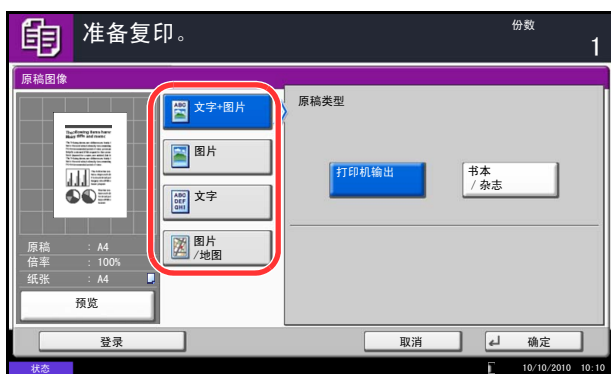 准备复印。
份数
1
原稿图像
文字+图片
图片
文字
图片
/地图
原稿类型
打印机输出
书本
/杂志
原稿 : A4
倍率 : 100%
纸张 : A4
预览
登录
取消
确定
状态
10/10/2010 10:10